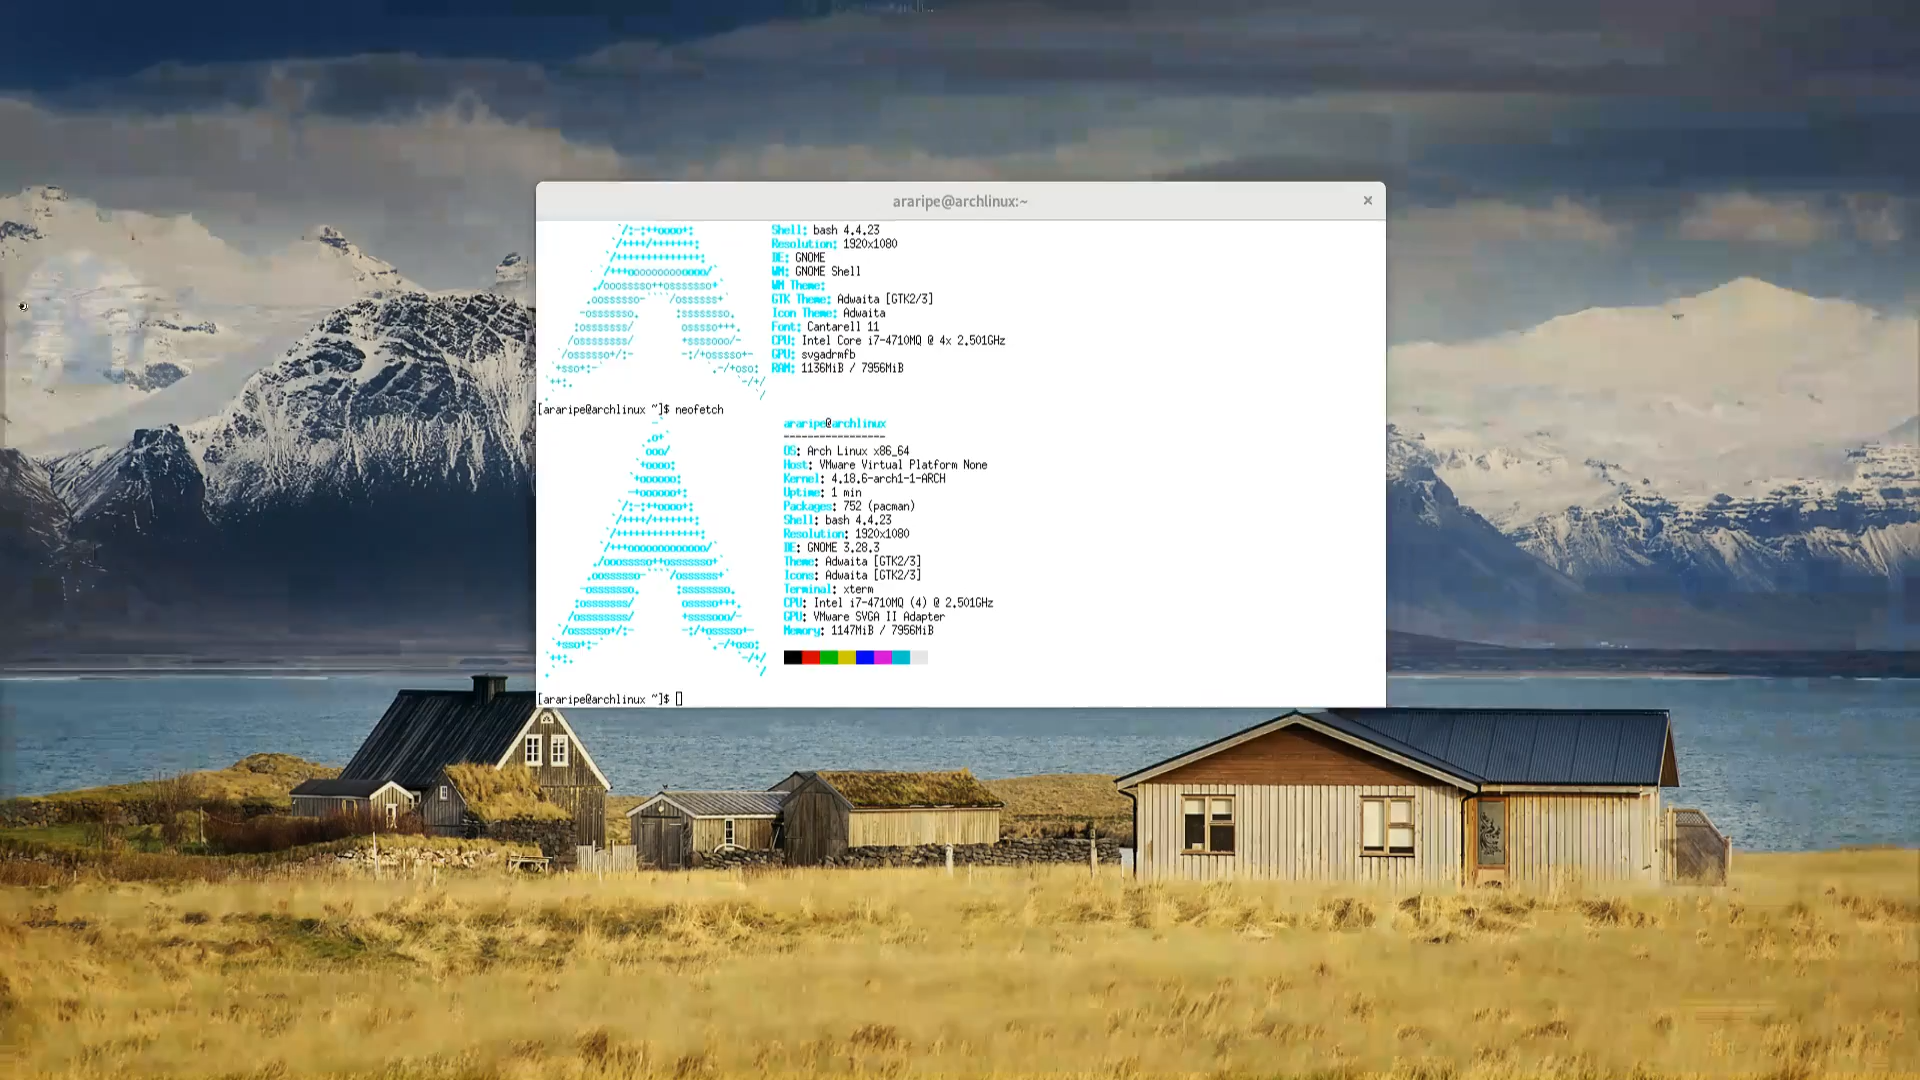 araripe@archlinux:~
Shell: bash 4.4.23
Resolution: 1920x1080
DE: GNOME
WM: GNOME Shell
WM Theme:
GTK Theme: Adwaita [GTK2/3]
Icon Theme: Adwaita
Font: Cantarell 11
CPU: Intel Core i7-4710MQ @ 4x 2.501GHz
GPU: svgadrmfb
RAM: 1136MiB / 7956MiB
[araripe@archlinux ~]$ neofetch
araripe@archlinux
-----------------
OS: Arch Linux x86_64
Host: VMware Virtual Platform None
Kernel: 4.18.6-arch1-1-ARCH
Uptime: 1 min
Packages: 752 (pacman)
Shell: bash 4.4.23
Resolution: 1920x1080
DE: GNOME 3.28.3
Theme: Adwaita [GTK2/3]
Icons: Adwaita [GTK2/3]
Terminal: xterm
CPU: Intel i7-4710MQ (4) @ 2.501GHz
GPU: VMware SVGA II Adapter
Memory: 1147MiB / 7956MiB
[araripe@archlinux ~]$